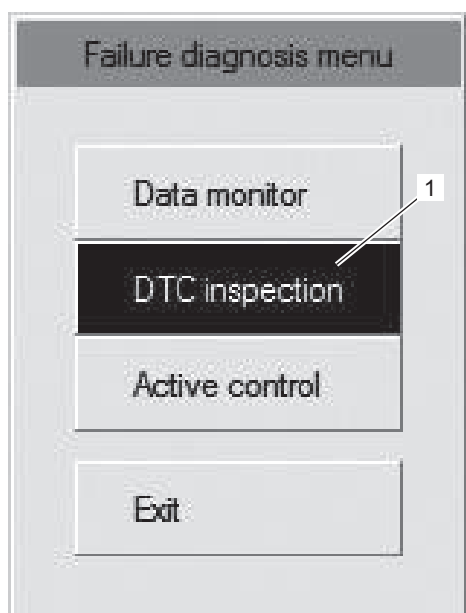 Failure diagnosis menu
Data monitor
1
DTC inspection
Active control
Exit